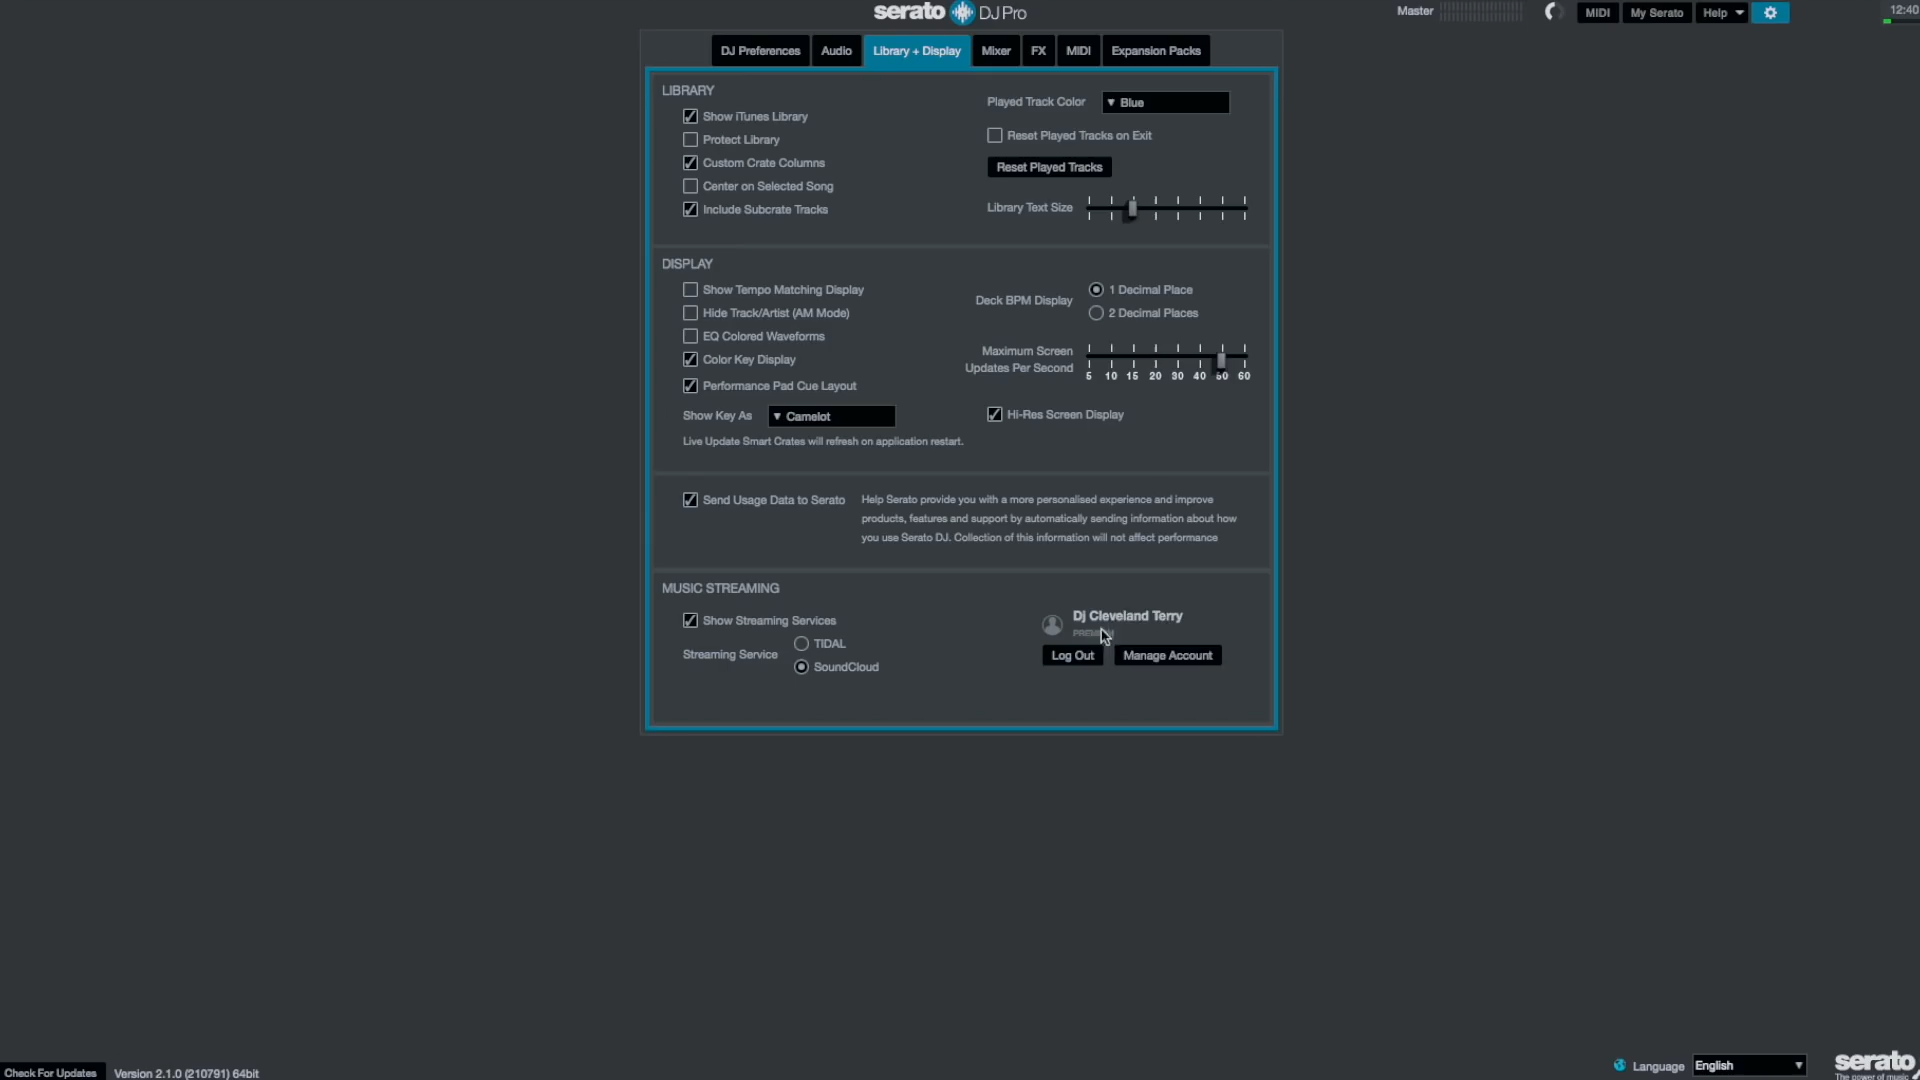 serato DJ Pro
Master
MIDI
My Serato
Help
12:40
DJ Preferences
Audio
Library + Display
Mixer
FX
MIDI
Expansion Packs
LIBRARY
Show iTunes Library
Protect Library
Custom Crate Columns
Center on Selected Song
Include Subcrate Tracks
Played Track Color
Blue
Reset Played Tracks on Exit
Reset Played Tracks
Library Text Size
DISPLAY
Show Tempo Matching Display
Hide Track/Artist (AM Mode)
EQ Colored Waveforms
Color Key Display
Performance Pad Cue Layout
Show Key As
Camelot
Live Update Smart Crates will refresh on application restart.
Deck BPM Display
1 Decimal Place
2 Decimal Places
Maximum Screen
Updates Per Second
5 10 15 20 30 40 50 60
Hi-Res Screen Display
Send Usage Data to Serato
Help Serato provide you with a more personalised experience and improve
products, features and support by automatically sending information about how
you use Serato DJ. Collection of this information will not affect performance
MUSIC STREAMING
Show Streaming Services
Streaming Service
TIDAL
SoundCloud
Dj Cleveland Terry
PREMIUM
Log Out
Manage Account
Check For Updates
Version 2.1.0 (210791) 64bit
Language
English
serato
The power of music